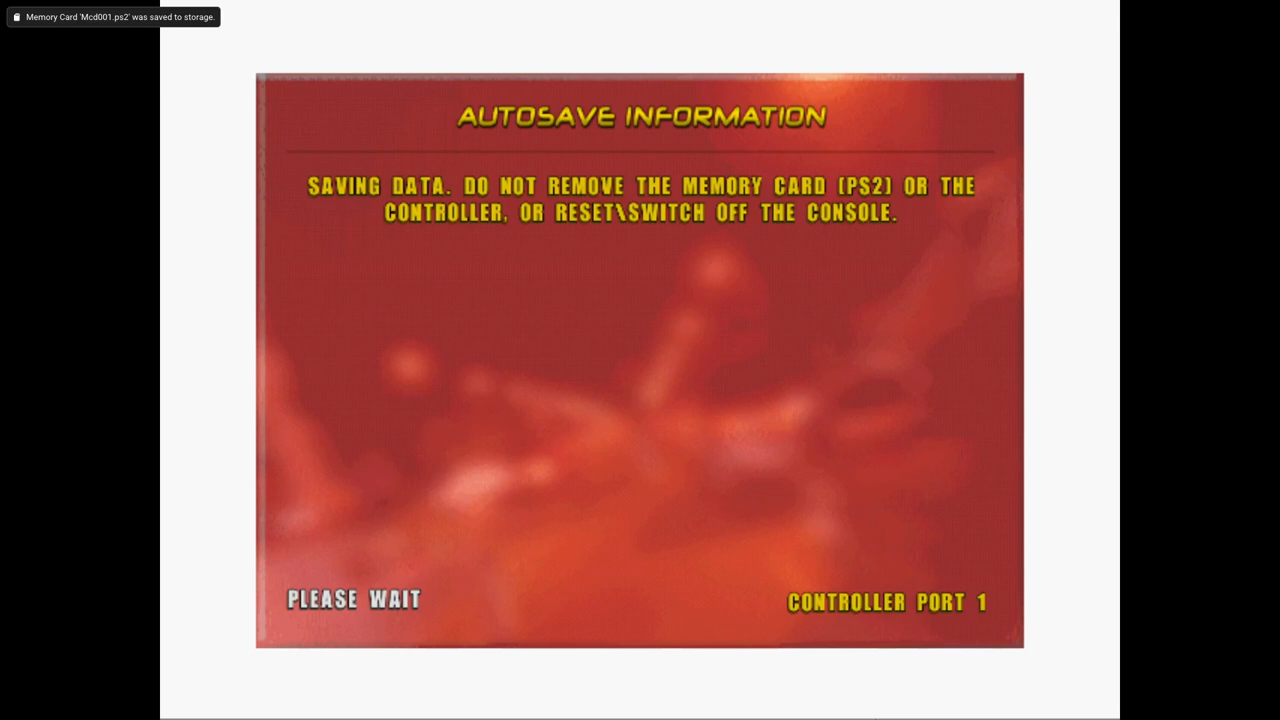 Memory Card 'Mcd001.ps2' was saved to storage.
AUTOSAVE INFORMATION
SAVING DATA. DO NOT REMOVE THE MEMORY CARD (PS2) OR THE
CONTROLLER, OR RESET\SWITCH OFF THE CONSOLE.
PLEASE WAIT
CONTROLLER PORT 1